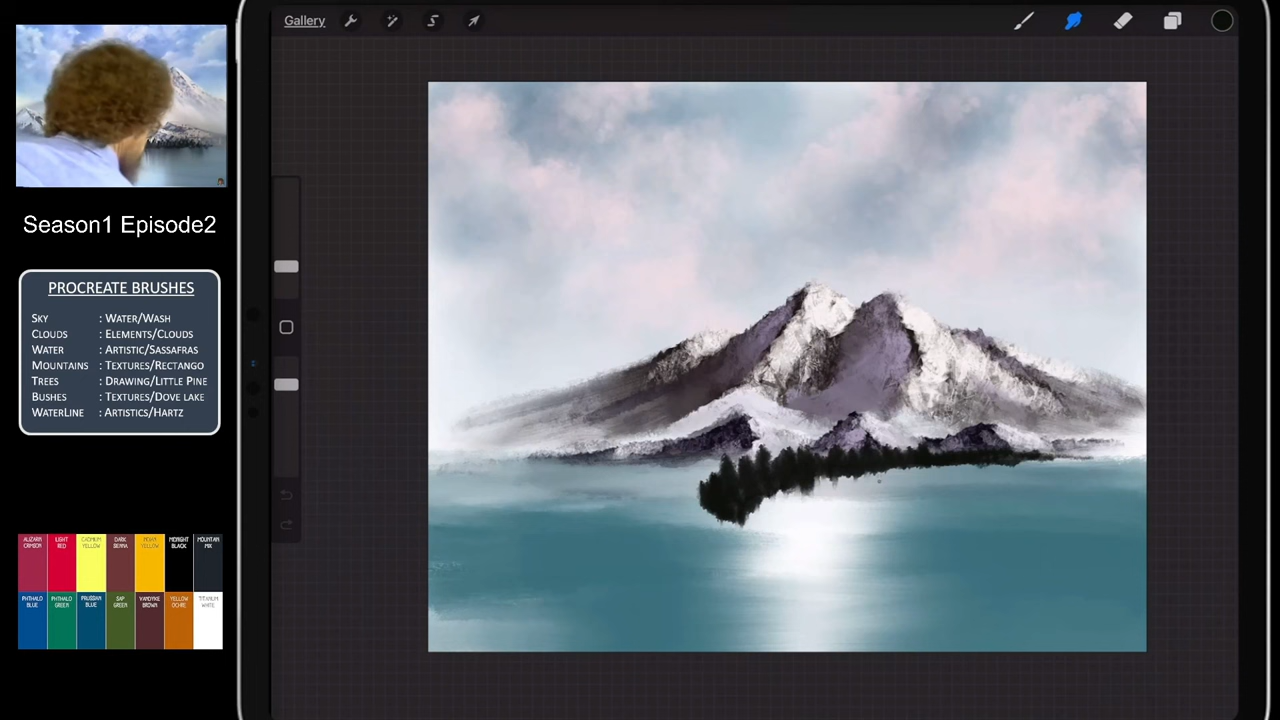 Gallery
Season1 Episode2
PROCREATE BRUSHES
SKY : WATER/WASH
CLOUDS : ELEMENTS/CLOUDS
WATER : ARTISTIC/SASSAFRAS
MOUNTAINS : TEXTURES/RECTANGO
TREES : DRAWING/LITTLE PINE
BUSHES : TEXTURES/DOVE LAKE
WATERLINE : ARTISTICS/HARTZ
ALIZARIN CRIMSON
LIGHT RED
CADMIUM YELLOW
DARK SIENNA
INDIAN YELLOW
MIDNIGHT BLACK
MOUNTAIN MIX
PHTHALO BLUE
PHTHALO GREEN
PRUSSIAN BLUE
SAP GREEN
VANDYKE BROWN
YELLOW OCHRE
TITANIUM WHITE